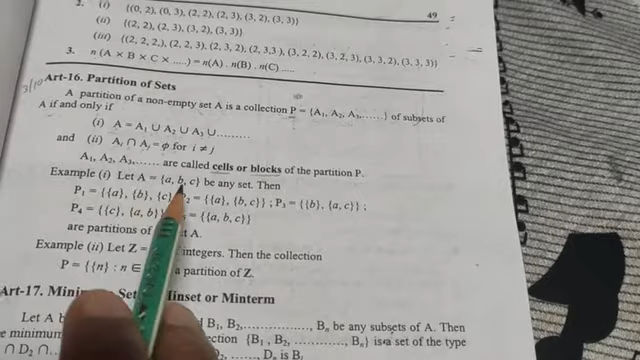 2. (i) {(0, 2), (0, 3), (2, 2), (2, 3), (3, 2), (3, 3)}
49
(ii) {(2, 2), (2, 3), (3, 2), (3, 3)}
(iii) {(2, 2, 2,), (2, 2, 3), (2, 3, 2), (2, 3,3 ), (3, 2, 2), (3, 2, 3), (3, 3, 2), (3, 3, 3)}
3. n (A × B × C × .....) = n(A) . n(B) . n(C) .....
3/10
Art-16. Partition of Sets
A partition of a non-empty set A is a collection P = {A₁, A₂, A₃,......} of subsets of
A if and only if
(i) A = A₁ ∪ A₂ ∪ A₃ ∪ .........
and (ii) Aᵢ ∩ Aⱼ = ϕ for i ≠ j
A₁, A₂, A₃,...... are called cells or blocks of the partition P.
Example (i) Let A = {a, b, c} be any set. Then
P₁ = {{a}, {b}, {c} P₂ = {{a}, {b, c}} ; P₃ = {{b}, {a, c}} ;
P₄ = {{c}, {a, b}} = {{a, b, c}}
are partitions of A.
Example (ii) Let Z = integers. Then the collection
P = {{n} : n ∈ a partition of Z.
Art-17. Set Minset or Minterm
Let A B₁, B₂,................, Bₙ be any subsets of A. Then
minimum {B₁ , B₂, .............., Bₙ} is a set of the type
∩ D₂ ∩ D₂, ......, Dₙ is B₁